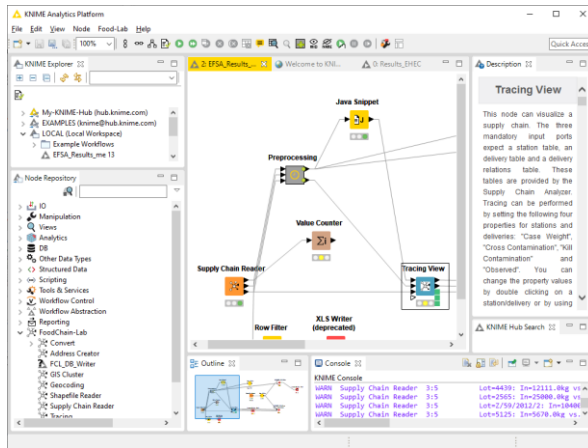 KNIME Analytics Platform
File Edit View Node Food-Lab Help
100%
Quick Acce
KNIME Explorer
My-KNIME-Hub (hub.knime.com)
EXAMPLES (knime@hub.knime.com)
LOCAL (Local Workspace)
Example Workflows
EFSA_Results_me 13
Node Repository
IO
Manipulation
Views
Analytics
DB
Other Data Types
Structured Data
Scripting
Tools & Services
Workflow Control
Workflow Abstraction
Reporting
FoodChain-Lab
Convert
Address Creator
FCL_DB_Writer
GIS Cluster
Geocoding
Shapefile Reader
Supply Chain Reader
Tracing
2: EFSA_Results_...
Welcome to KNI...
0: Results_EHEC
Java Snippet
Preprocessing
Value Counter
Supply Chain Reader
Tracing View
Row Filter
XLS Writer
(deprecated)
Description
Tracing View
This node can visualize a
supply chain. The three
mandatory input ports
expect a station table, an
delivery table and a delivery
relations table. These
tables are provided by the
Supply Chain Analyzer.
Tracing can be performed
by setting the following four
properties for stations and
deliveries: "Case Weight",
"Cross Contamination", "Kill
Contamination" and
"Observed". You can
change the property values
by double clicking on a
station/delivery or by using
KNIME Hub Search
Outline
Console
KNIME Console
WARN Supply Chain Reader 3:5 Lot=4439: In=12111.0kg vs.
WARN Supply Chain Reader 3:5 Lot=2565: In=25000.0kg vs.
WARN Supply Chain Reader 3:5 Lot=Z/59/2012/2: In=10400
WARN Supply Chain Reader 3:5 Lot=5125: In=5670.0kg vs.